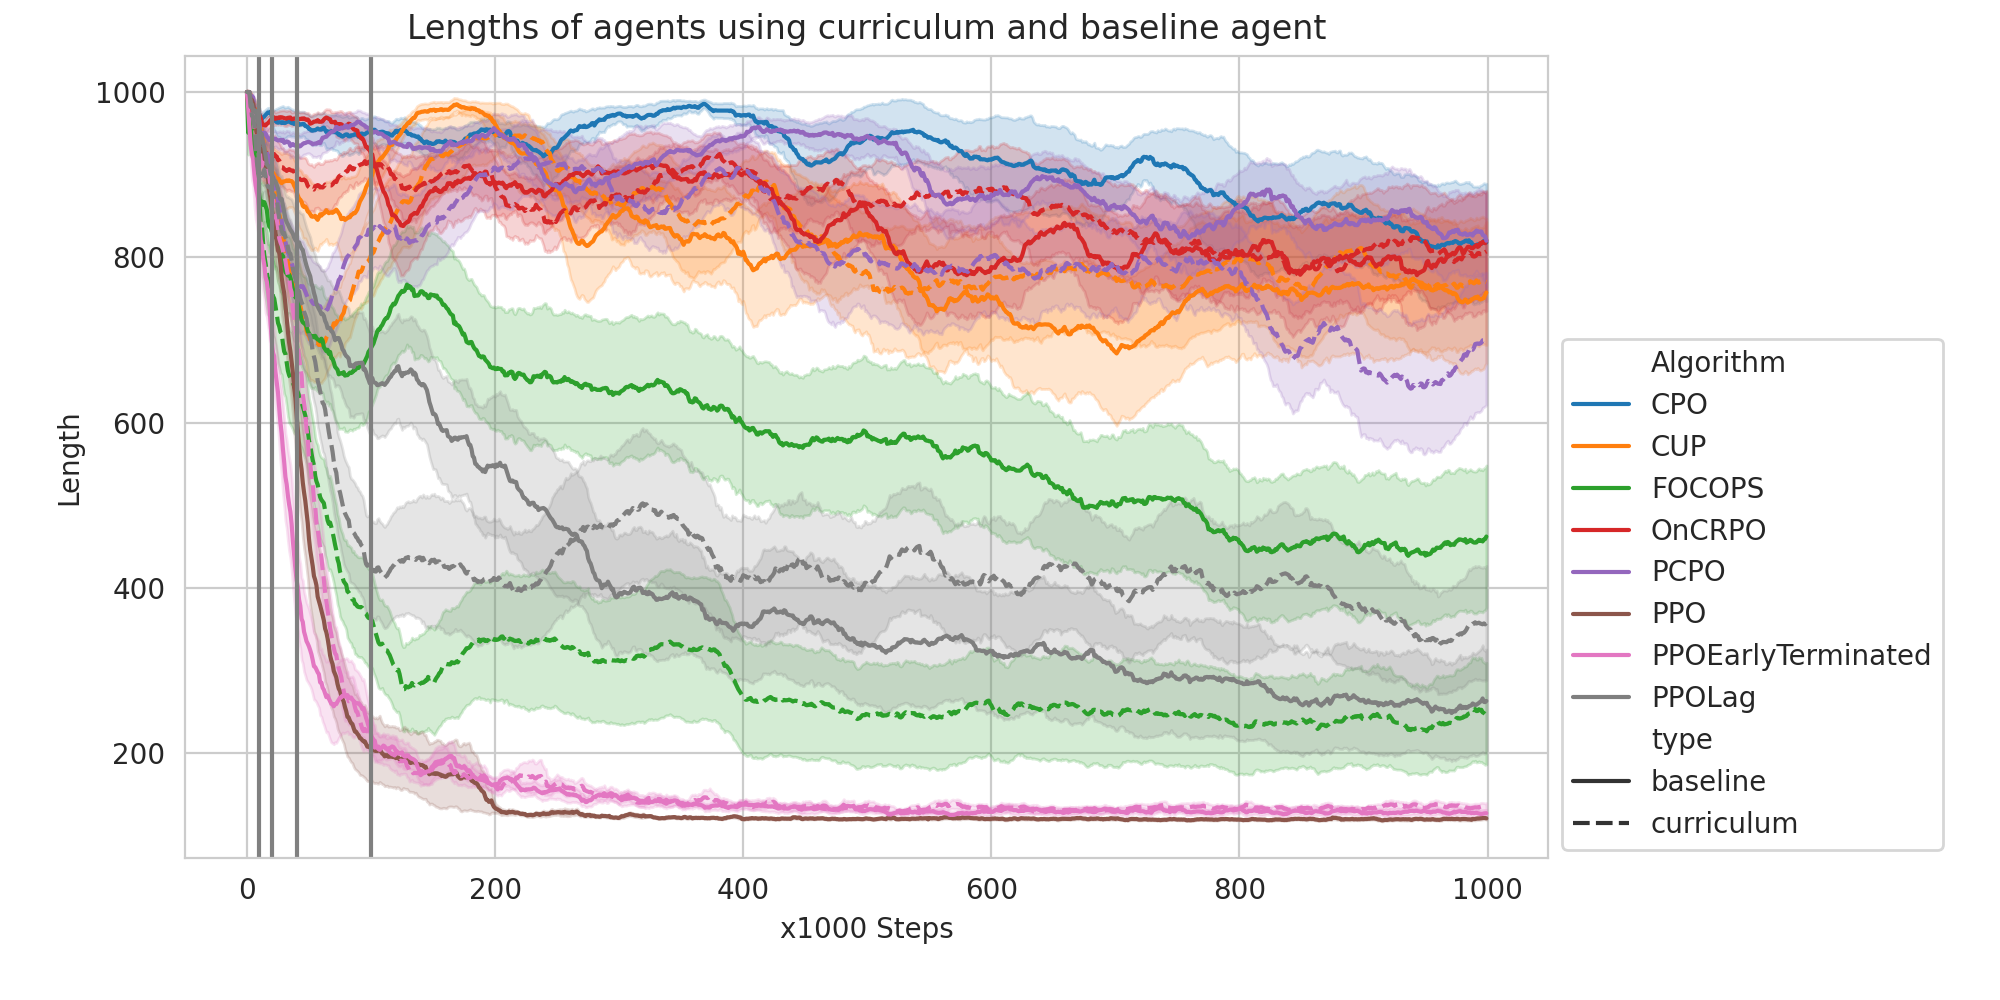 Lengths of agents using curriculum and baseline agent
1000
800
600
400
200
Length
0
200
400
600
800
1000
x1000 Steps
Algorithm
CPO
CUP
FOCOPS
OnCRPO
PCPO
PPO
PPOEarlyTerminated
PPOLag
type
baseline
curriculum